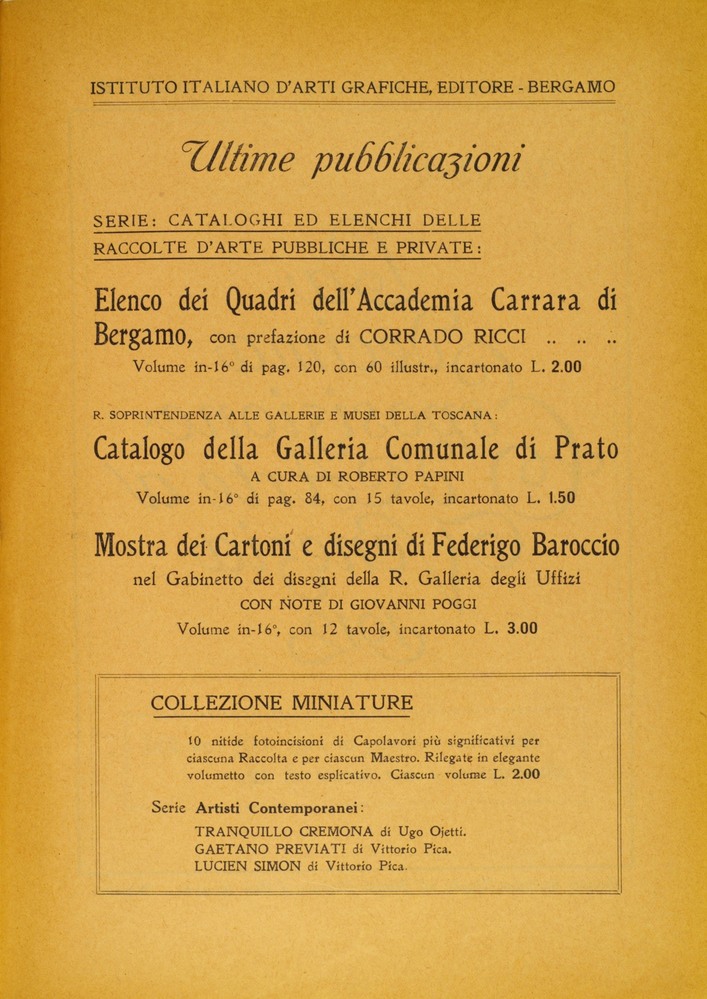 ISTITUTO ITALIANO D'ARTI GRAFICHE, EDITORE - BERGAMO
Ultime pubblicazioni
SERIE: CATALOGHI ED ELENCHI DELLE
RACCOLTE D'ARTE PUBBLICHE E PRIVATE:
Elenco dei Quadri dell'Accademia Carrara di
Bergamo, con prefazione di CORRADO RICCI .. .. ..
Volume in-16° di pag. 120, con 60 illustr., incartonato L. 2.00
R. SOPRINTENDENZA ALLE GALLERIE E MUSEI DELLA TOSCANA:
Catalogo della Galleria Comunale di Prato
A CURA DI ROBERTO PAPINI
Volume in-16° di pag. 84, con 15 tavole, incartonato L. 1.50
Mostra dei Cartoni e disegni di Federigo Baroccio
nel Gabinetto dei disegni della R. Galleria degli Uffizi
CON NOTE DI GIOVANNI POGGI
Volume in-16°, con 12 tavole, incartonato L. 3.00
COLLEZIONE MINIATURE
10 nitide fotoincisioni di Capolavori più significativi per
ciascuna Raccolta e per ciascun Maestro. Rilegate in elegante
volumetto con testo esplicativo. Ciascun volume L. 2.00
Serie Artisti Contemporanei:
TRANQUILLO CREMONA di Ugo Ojetti.
GAETANO PREVIATI di Vittorio Pica.
LUCIEN SIMON di Vittorio Pica.